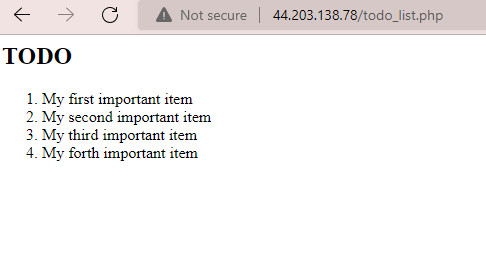 Not secure | 44.203.138.78/todo_list.php
TODO
1. My first important item
2. My second important item
3. My third important item
4. My forth important item